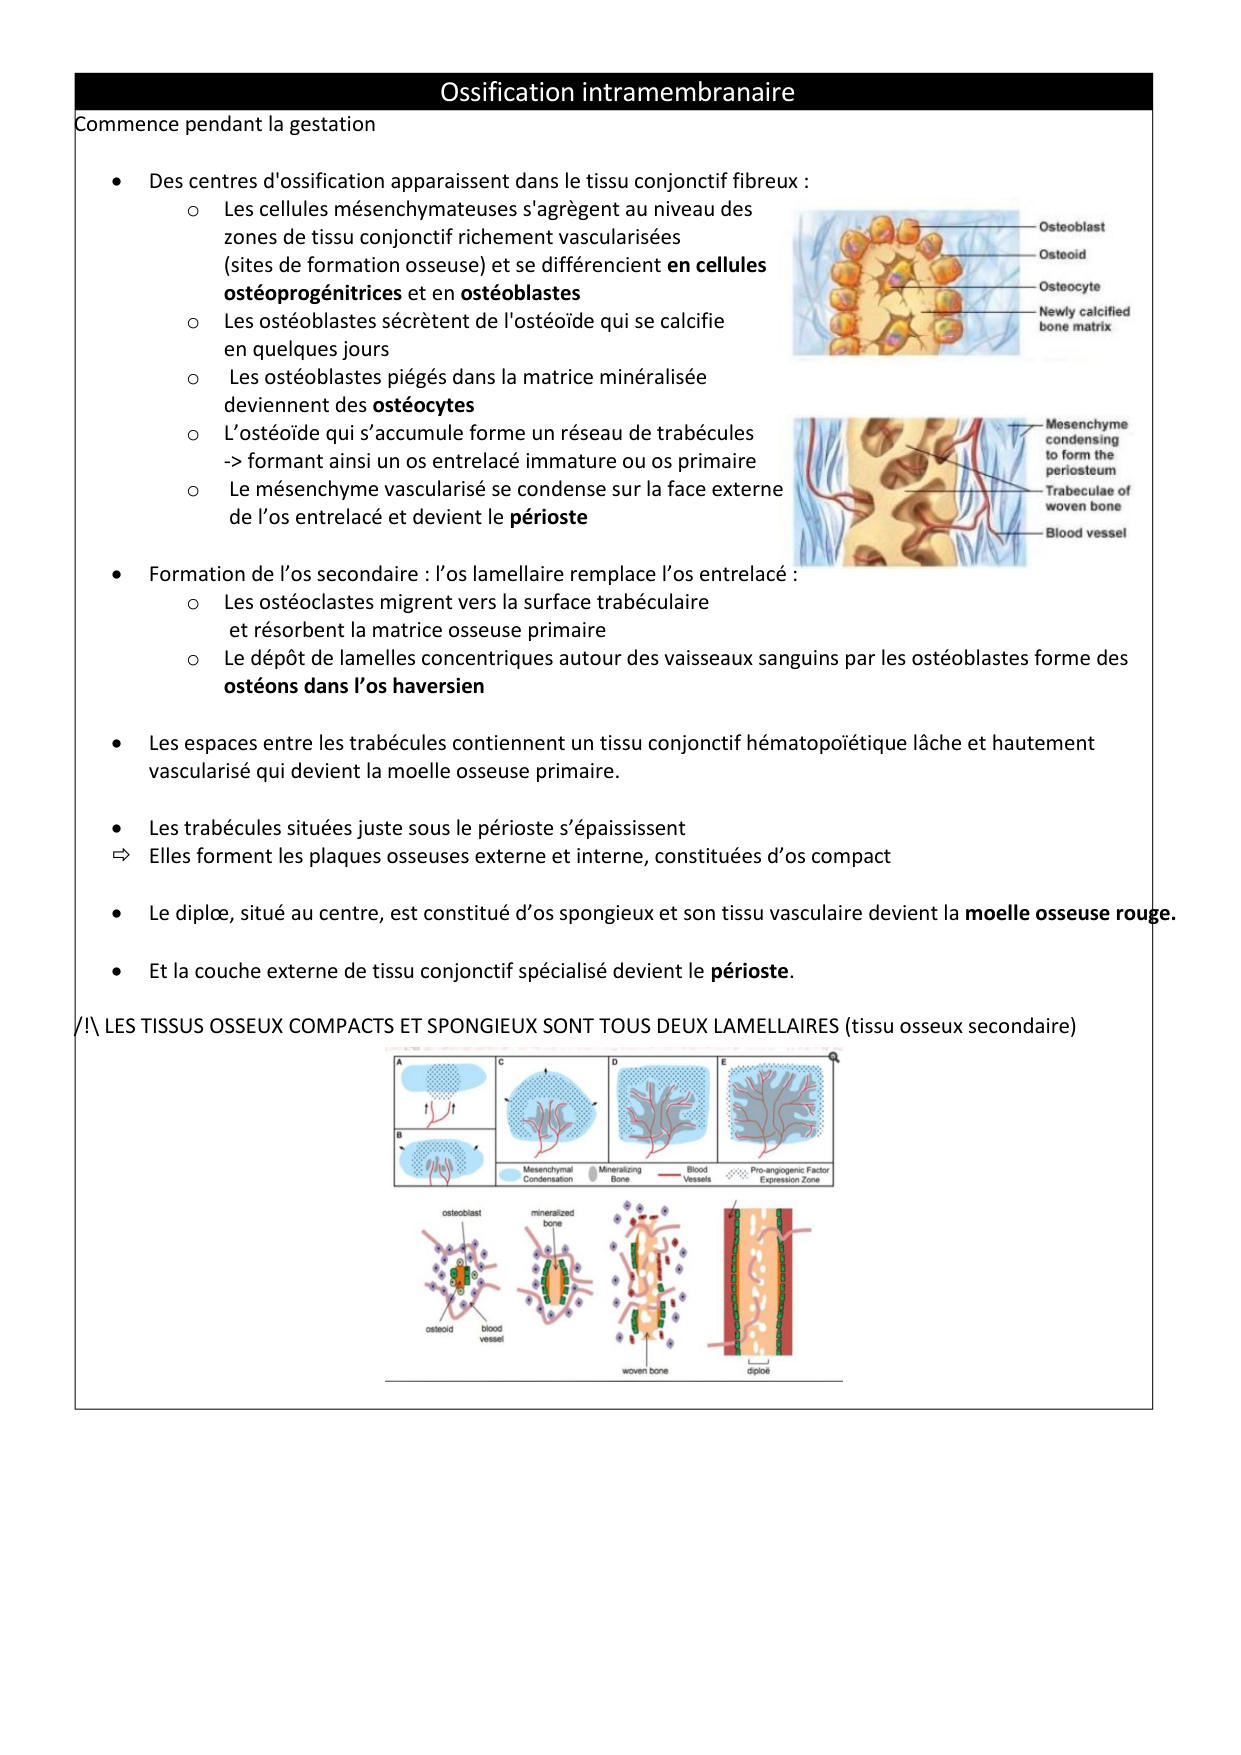 Ossification intramembranaire
Commence pendant la gestation
• Des centres d'ossification apparaissent dans le tissu conjonctif fibreux :
o Les cellules mésenchymateuses s'agrègent au niveau des
zones de tissu conjonctif richement vascularisées
(sites de formation osseuse) et se différencient en cellules
ostéoprogénitrices et en ostéoblastes
o Les ostéoblastes sécrètent de l'ostéoïde qui se calcifie
en quelques jours
o Les ostéoblastes piégés dans la matrice minéralisée
deviennent des ostéocytes
o L’ostéoïde qui s’accumule forme un réseau de trabécules
-> formant ainsi un os entrelacé immature ou os primaire
o Le mésenchyme vascularisé se condense sur la face externe
de l’os entrelacé et devient le périoste
Osteoblast
Osteoid
Osteocyte
Newly calcified
bone matrix
Mesenchyme
condensing
to form the
periosteum
Trabeculae of
woven bone
Blood vessel
• Formation de l’os secondaire : l’os lamellaire remplace l’os entrelacé :
o Les ostéoclastes migrent vers la surface trabéculaire
et résorbent la matrice osseuse primaire
o Le dépôt de lamelles concentriques autour des vaisseaux sanguins par les ostéoblastes forme des
ostéons dans l’os haversien
• Les espaces entre les trabécules contiennent un tissu conjonctif hématopoïétique lâche et hautement
vascularisé qui devient la moelle osseuse primaire.
• Les trabécules situées juste sous le périoste s’épaississent
⇨ Elles forment les plaques osseuses externe et interne, constituées d’os compact
• Le diplœ, situé au centre, est constitué d’os spongieux et son tissu vasculaire devient la moelle osseuse rouge.
• Et la couche externe de tissu conjonctif spécialisé devient le périoste.
/!\ LES TISSUS OSSEUX COMPACTS ET SPONGIEUX SONT TOUS DEUX LAMELLAIRES (tissu osseux secondaire)
A
C
D
E
B
Mesenchymal
Condensation
Mineralizing
Bone
Blood
Vessels
Pro-angiogenic Factor
Expression Zone
osteoblast
mineralized
bone
osteoid
blood
vessel
woven bone
diploë